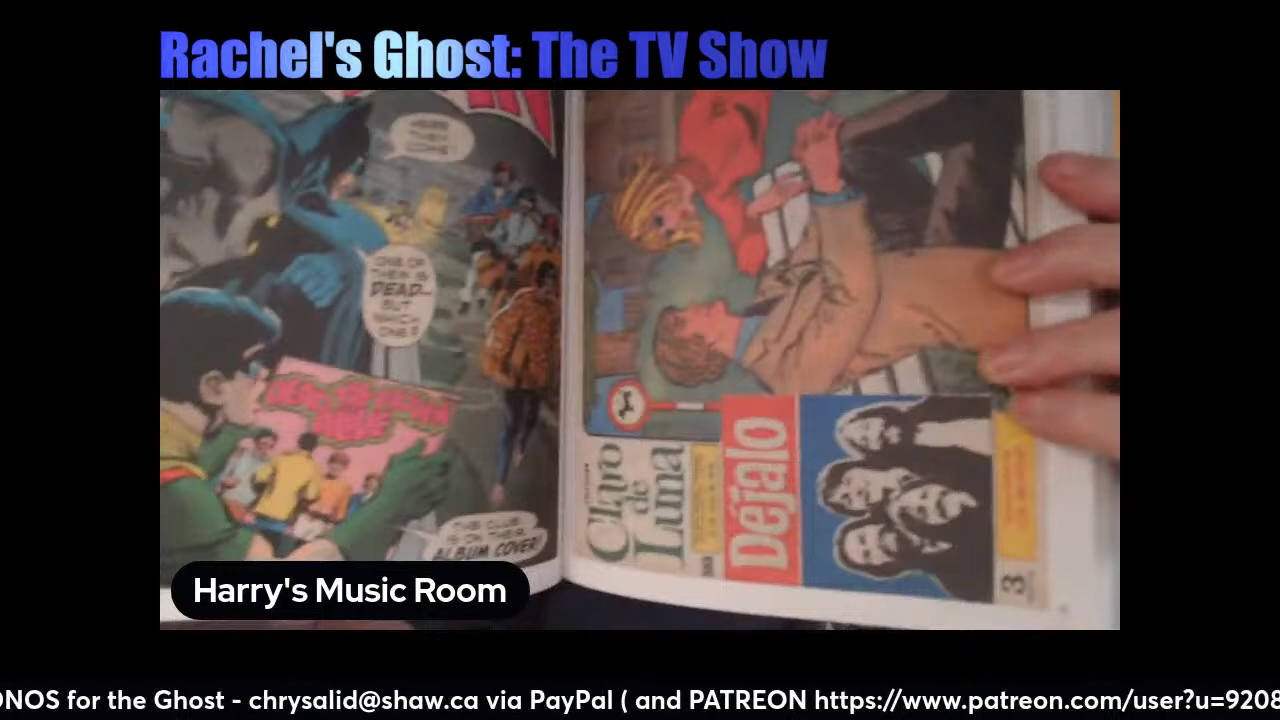 Rachel's Ghost: The TV Show
HERE
THEY
COME!
ONE OF
THEM IS
DEAD...
BUT
WHICH
ONE?
THE CLUE
IS ON THEIR
ALBUM COVER!
Claro
de
Luna
Déjalo
3
Harry's Music Room
ONOS for the Ghost - chrysalid@shaw.ca via PayPal ( and PATREON https://www.patreon.com/user?u=9208